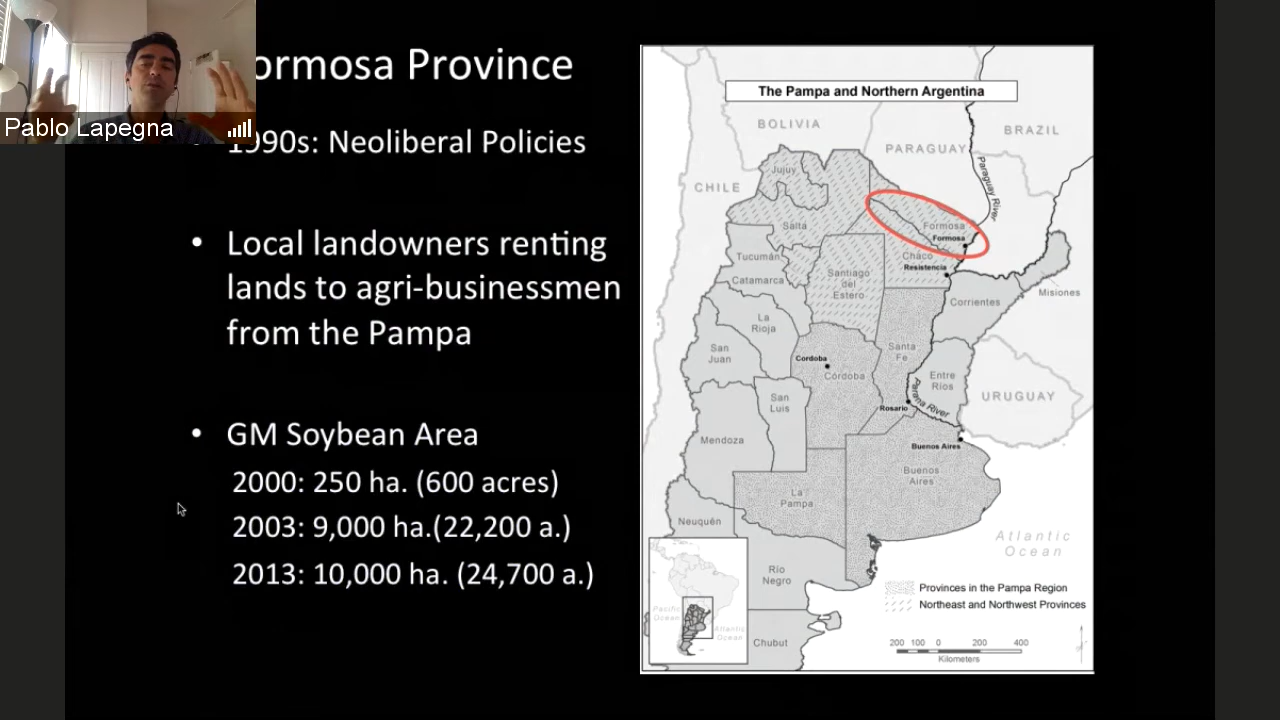 ormosa Province
Pablo Lapegna
1990s: Neoliberal Policies
• Local landowners renting
lands to agri-businessmen
from the Pampa
• GM Soybean Area
2000: 250 ha. (600 acres)
2003: 9,000 ha.(22,200 a.)
2013: 10,000 ha. (24,700 a.)
The Pampa and Northern Argentina
BOLIVIA
BRAZIL
PARAGUAY
CHILE
Paraguay River
Jujuy
Salta
Formosa
Formosa
Chaco
Resistencia
Tucumán
Catamarca
Santiago
del
Estero
Misiones
Corrientes
La
Rioja
San
Juan
Santa
Fe
Cordoba
Córdoba
Entre
Rios
URUGUAY
San
Luis
Parana River
Rosario
Mendoza
Buenos Aires
Buenos
Aires
La
Pampa
Neuquén
Atlantic
Ocean
Río
Negro
Chubut
Pacific
Ocean
Atlantic
Ocean
Provinces in the Pampa Region
Northeast and Northwest Provinces
200 100 0 200 400
Kilometers